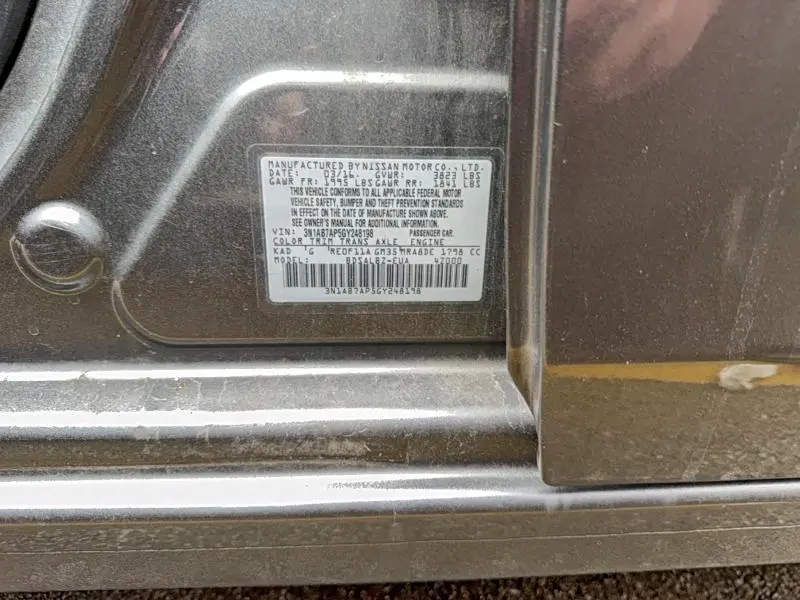 MANUFACTURED BY NISSAN MOTOR CO., LTD.
DATE: 03/16. GVWR: 3823 LBS
GAWR FR: 1995 LBS GAWR RR: 1841 LBS
THIS VEHICLE CONFORMS TO ALL APPLICABLE FEDERAL MOTOR
VEHICLE SAFETY, BUMPER AND THEFT PREVENTION STANDARDS
IN EFFECT ON THE DATE OF MANUFACTURE SHOWN ABOVE.
SEE OWNER'S MANUAL FOR ADDITIONAL INFORMATION.
VIN: 3N1AB7AP5GY248198 PASSENGER CAR.
COLOR TRIM TRANS AXLE ENGINE
KAD 'G RE0F11A GM35 MRA8DE 1798 CC
MODEL: BDSALBZ-EUA 42000
3N1AB7AP5GY248198